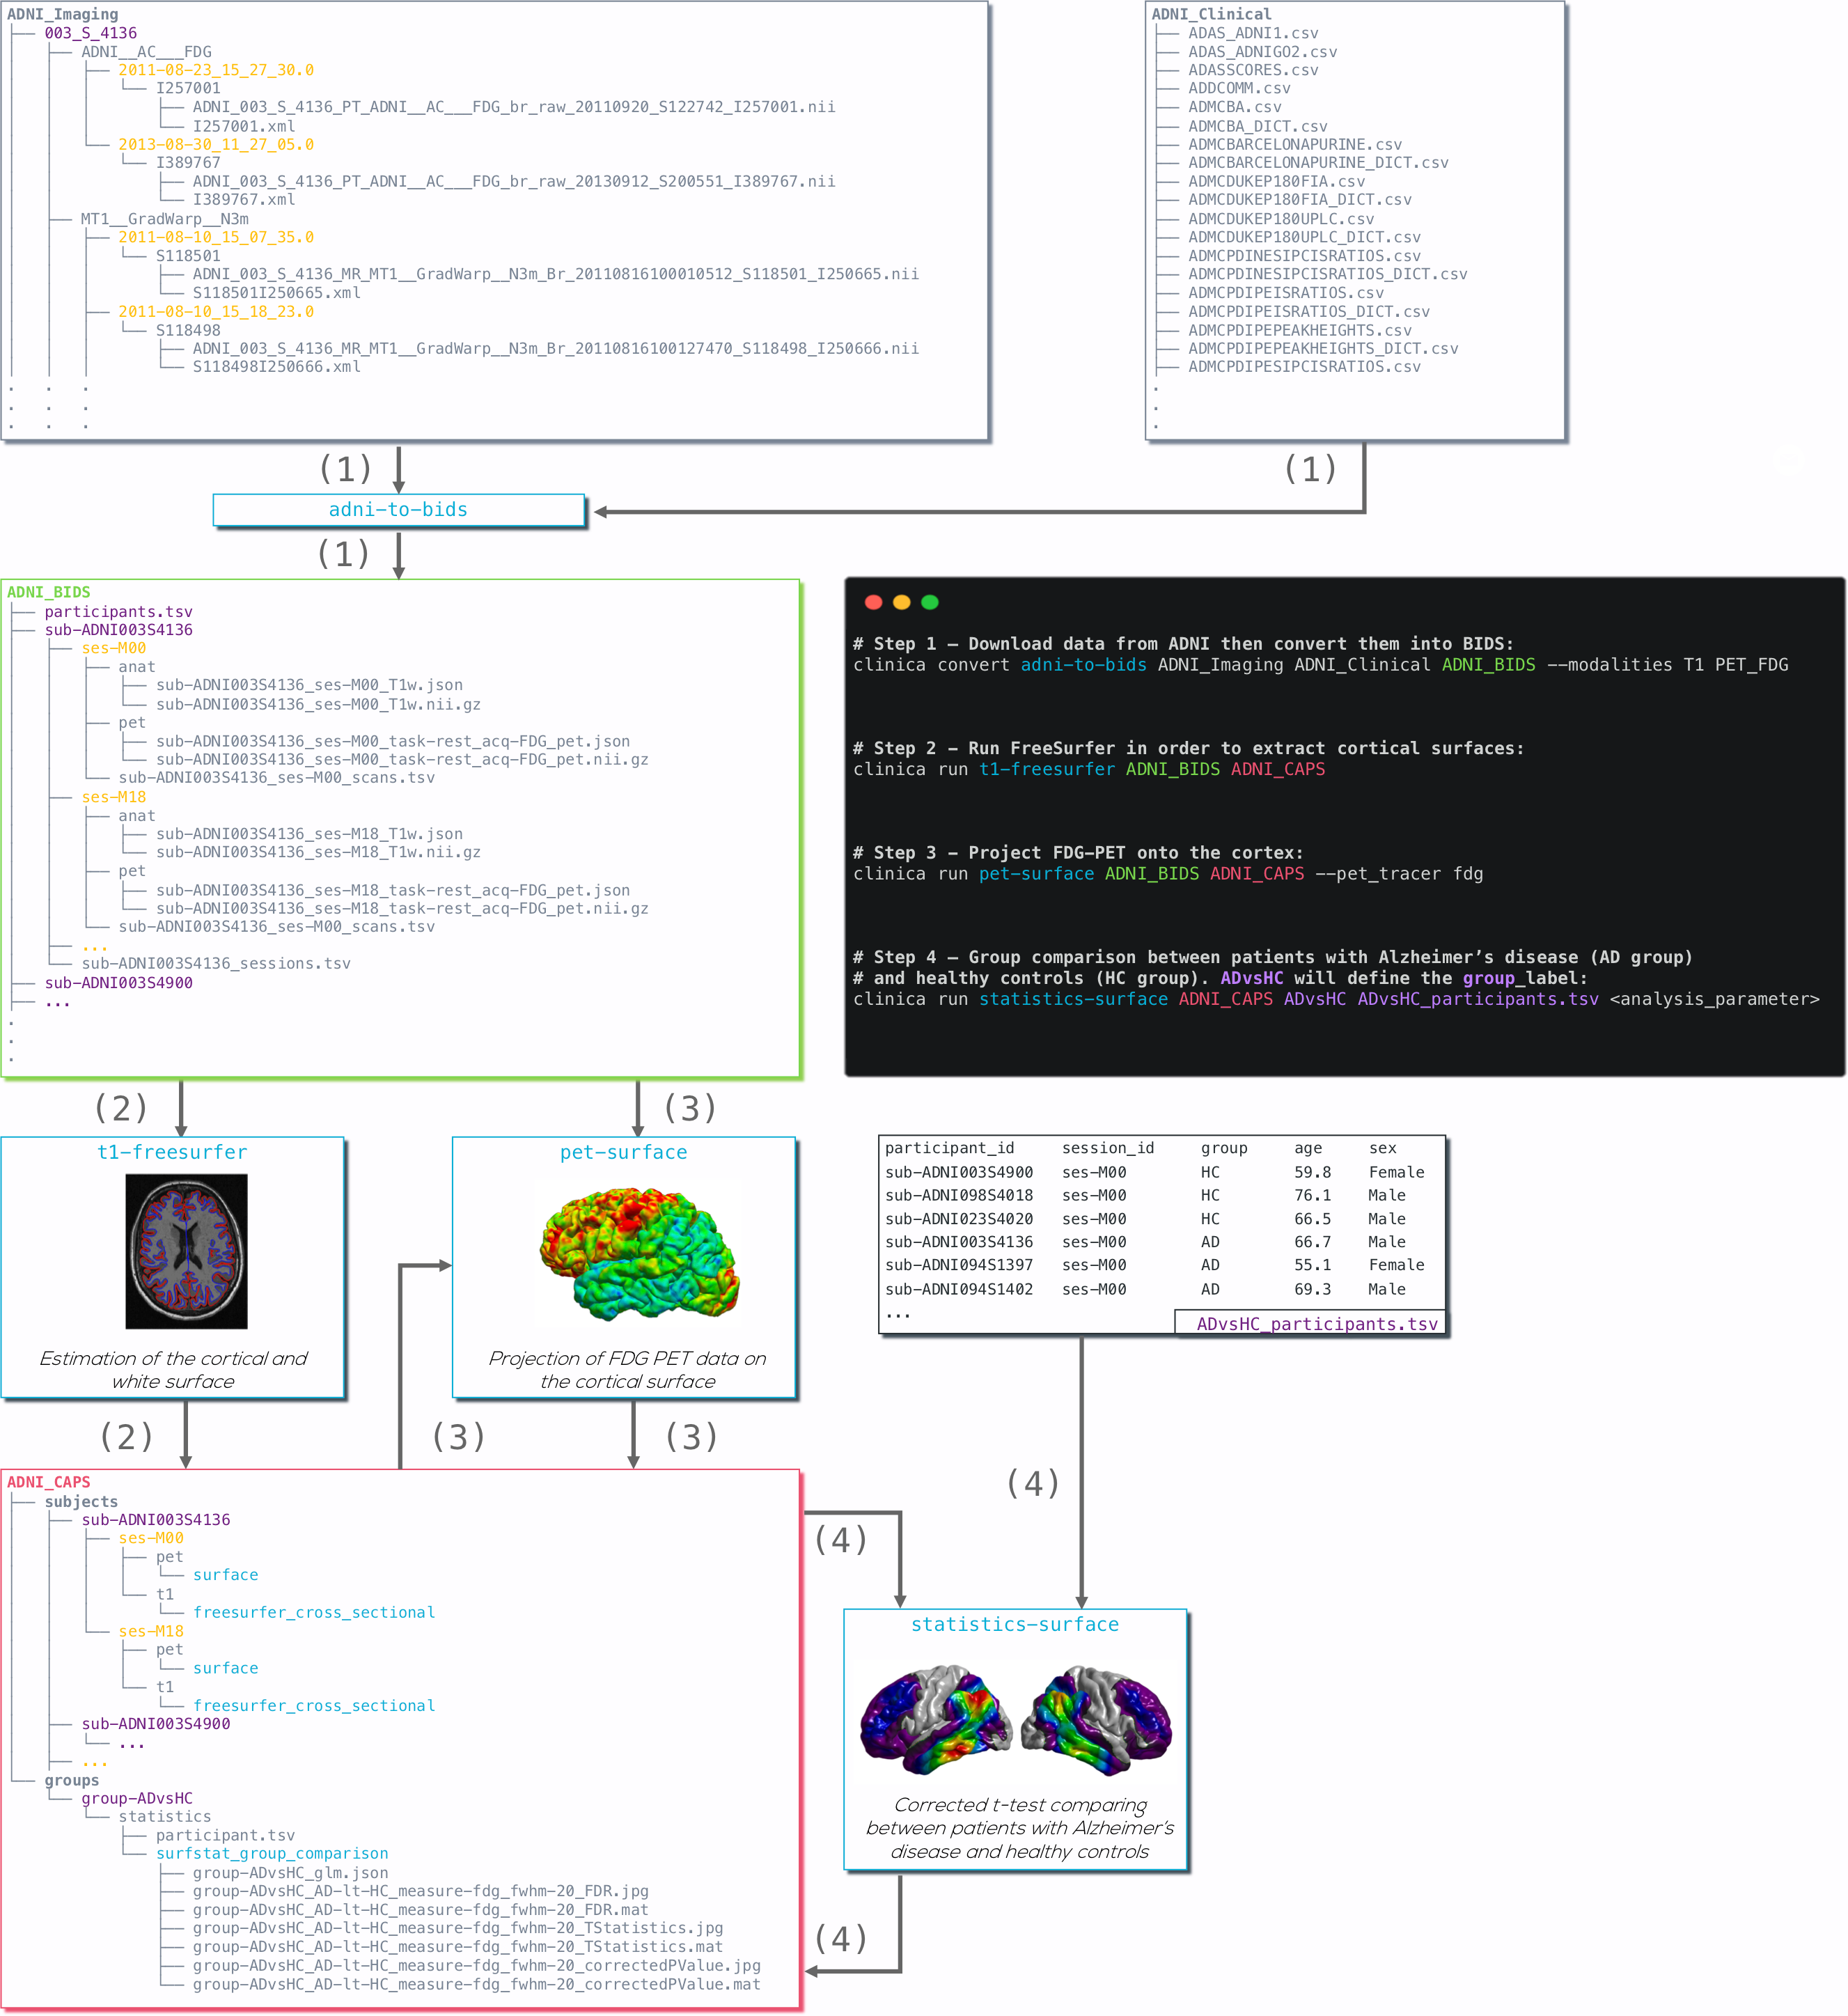 ADNI_Imaging
├── 003_S_4136
│   ├── ADNI__AC___FDG
│   │   ├── 2011-08-23_15_27_30.0
│   │   │   └── I257001
│   │   │       ├── ADNI_003_S_4136_PT_ADNI__AC___FDG_br_raw_20110920_S122742_I257001.nii
│   │   │       └── I257001.xml
│   │   └── 2013-08-30_11_27_05.0
│   │       └── I389767
│   │           ├── ADNI_003_S_4136_PT_ADNI__AC___FDG_br_raw_20130912_S200551_I389767.nii
│   │           └── I389767.xml
│   ├── MT1__GradWarp__N3m
│   │   ├── 2011-08-10_15_07_35.0
│   │   │   └── S118501
│   │   │       ├── ADNI_003_S_4136_MR_MT1__GradWarp__N3m_Br_20110816100010512_S118501_I250665.nii
│   │   │       └── S118501I250665.xml
│   │   ├── 2011-08-10_15_18_23.0
│   │   │   └── S118498
│   │   │       ├── ADNI_003_S_4136_MR_MT1__GradWarp__N3m_Br_20110816100127470_S118498_I250666.nii
│   │   │       └── S118498I250666.xml
.   .   .
.   .   .
.   .   .
ADNI_Clinical
├── ADAS_ADNI1.csv
├── ADAS_ADNIGO2.csv
├── ADASSCORES.csv
├── ADDCOMM.csv
├── ADMCBA.csv
├── ADMCBA_DICT.csv
├── ADMCBARCELONAPURINE.csv
├── ADMCBARCELONAPURINE_DICT.csv
├── ADMCDUKEP180FIA.csv
├── ADMCDUKEP180FIA_DICT.csv
├── ADMCDUKEP180UPLC.csv
├── ADMCDUKEP180UPLC_DICT.csv
├── ADMCPDINESIPCISRATIOS.csv
├── ADMCPDINESIPCISRATIOS_DICT.csv
├── ADMCPDIPEISRATIOS.csv
├── ADMCPDIPEISRATIOS_DICT.csv
├── ADMCPDIPEPEAKHEIGHTS.csv
├── ADMCPDIPEPEAKHEIGHTS_DICT.csv
├── ADMCPDIPESIPCISRATIOS.csv
.
.
.
(1)
(1)
adni-to-bids
(1)
ADNI_BIDS
├── participants.tsv
├── sub-ADNI003S4136
│   ├── ses-M00
│   │   ├── anat
│   │   │   ├── sub-ADNI003S4136_ses-M00_T1w.json
│   │   │   └── sub-ADNI003S4136_ses-M00_T1w.nii.gz
│   │   ├── pet
│   │   │   ├── sub-ADNI003S4136_ses-M00_task-rest_acq-FDG_pet.json
│   │   │   └── sub-ADNI003S4136_ses-M00_task-rest_acq-FDG_pet.nii.gz
│   │   └── sub-ADNI003S4136_ses-M00_scans.tsv
│   ├── ses-M18
│   │   ├── anat
│   │   │   ├── sub-ADNI003S4136_ses-M18_T1w.json
│   │   │   └── sub-ADNI003S4136_ses-M18_T1w.nii.gz
│   │   ├── pet
│   │   │   ├── sub-ADNI003S4136_ses-M18_task-rest_acq-FDG_pet.json
│   │   │   └── sub-ADNI003S4136_ses-M18_task-rest_acq-FDG_pet.nii.gz
│   │   └── sub-ADNI003S4136_ses-M00_scans.tsv
│   ├── ...
│   └── sub-ADNI003S4136_sessions.tsv
├── sub-ADNI003S4900
├── ...
.
.
.
# Step 1 – Download data from ADNI then convert them into BIDS:
clinica convert adni-to-bids ADNI_Imaging ADNI_Clinical ADNI_BIDS --modalities T1 PET_FDG
# Step 2 – Run FreeSurfer in order to extract cortical surfaces:
clinica run t1-freesurfer ADNI_BIDS ADNI_CAPS
# Step 3 – Project FDG-PET onto the cortex:
clinica run pet-surface ADNI_BIDS ADNI_CAPS --pet_tracer fdg
# Step 4 – Group comparison between patients with Alzheimer’s disease (AD group)
# and healthy controls (HC group). ADvsHC will define the group_label:
clinica run statistics-surface ADNI_CAPS ADvsHC ADvsHC_participants.tsv <analysis_parameter>
(2)
(3)
t1-freesurfer
Estimation of the cortical and
white surface
pet-surface
Projection of FDG PET data on
the cortical surface
participant_id session_id group age sex
sub-ADNI003S4900 ses-M00 HC 59.8 Female
sub-ADNI098S4018 ses-M00 HC 76.1 Male
sub-ADNI023S4020 ses-M00 HC 66.5 Male
sub-ADNI003S4136 ses-M00 AD 66.7 Male
sub-ADNI094S1397 ses-M00 AD 55.1 Female
sub-ADNI094S1402 ses-M00 AD 69.3 Male
...
ADvsHC_participants.tsv
(2)
(3)
(3)
(4)
ADNI_CAPS
├── subjects
│   ├── sub-ADNI003S4136
│   │   ├── ses-M00
│   │   │   ├── pet
│   │   │   │   └── surface
│   │   │   └── t1
│   │   │       └── freesurfer_cross_sectional
│   │   └── ses-M18
│   │       ├── pet
│   │       │   └── surface
│   │       └── t1
│   │           └── freesurfer_cross_sectional
│   ├── sub-ADNI003S4900
│   │   └── ...
│   ├── ...
└── groups
    └── group-ADvsHC
        └── statistics
            ├── participant.tsv
            └── surfstat_group_comparison
                ├── group-ADvsHC_glm.json
                ├── group-ADvsHC_AD-lt-HC_measure-fdg_fwhm-20_FDR.jpg
                ├── group-ADvsHC_AD-lt-HC_measure-fdg_fwhm-20_FDR.mat
                ├── group-ADvsHC_AD-lt-HC_measure-fdg_fwhm-20_TStatistics.jpg
                ├── group-ADvsHC_AD-lt-HC_measure-fdg_fwhm-20_TStatistics.mat
                ├── group-ADvsHC_AD-lt-HC_measure-fdg_fwhm-20_correctedPValue.jpg
                └── group-ADvsHC_AD-lt-HC_measure-fdg_fwhm-20_correctedPValue.mat
(4)
statistics-surface
Corrected t-test comparing
between patients with Alzheimer’s
disease and healthy controls
(4)